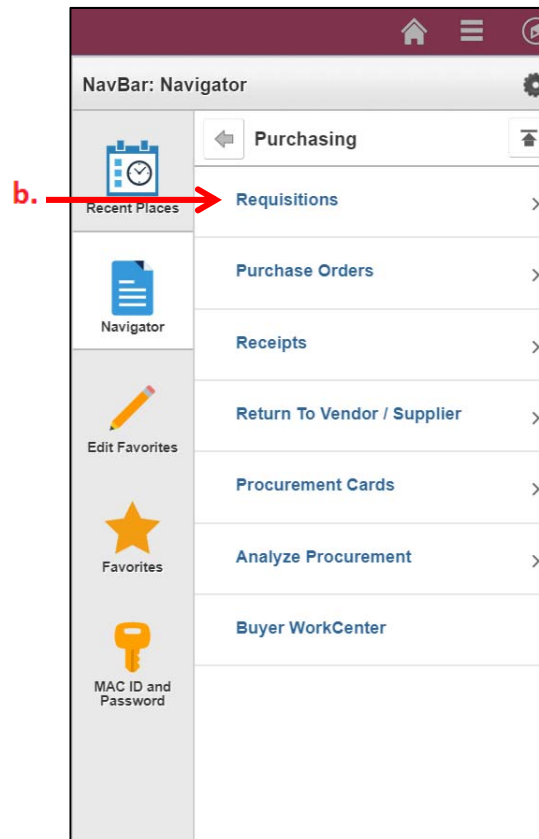 NavBar: Navigator
Purchasing
b.
Recent Places
Requisitions
Purchase Orders
Navigator
Receipts
Return To Vendor / Supplier
Edit Favorites
Procurement Cards
Favorites
Analyze Procurement
Buyer WorkCenter
MAC ID and
Password